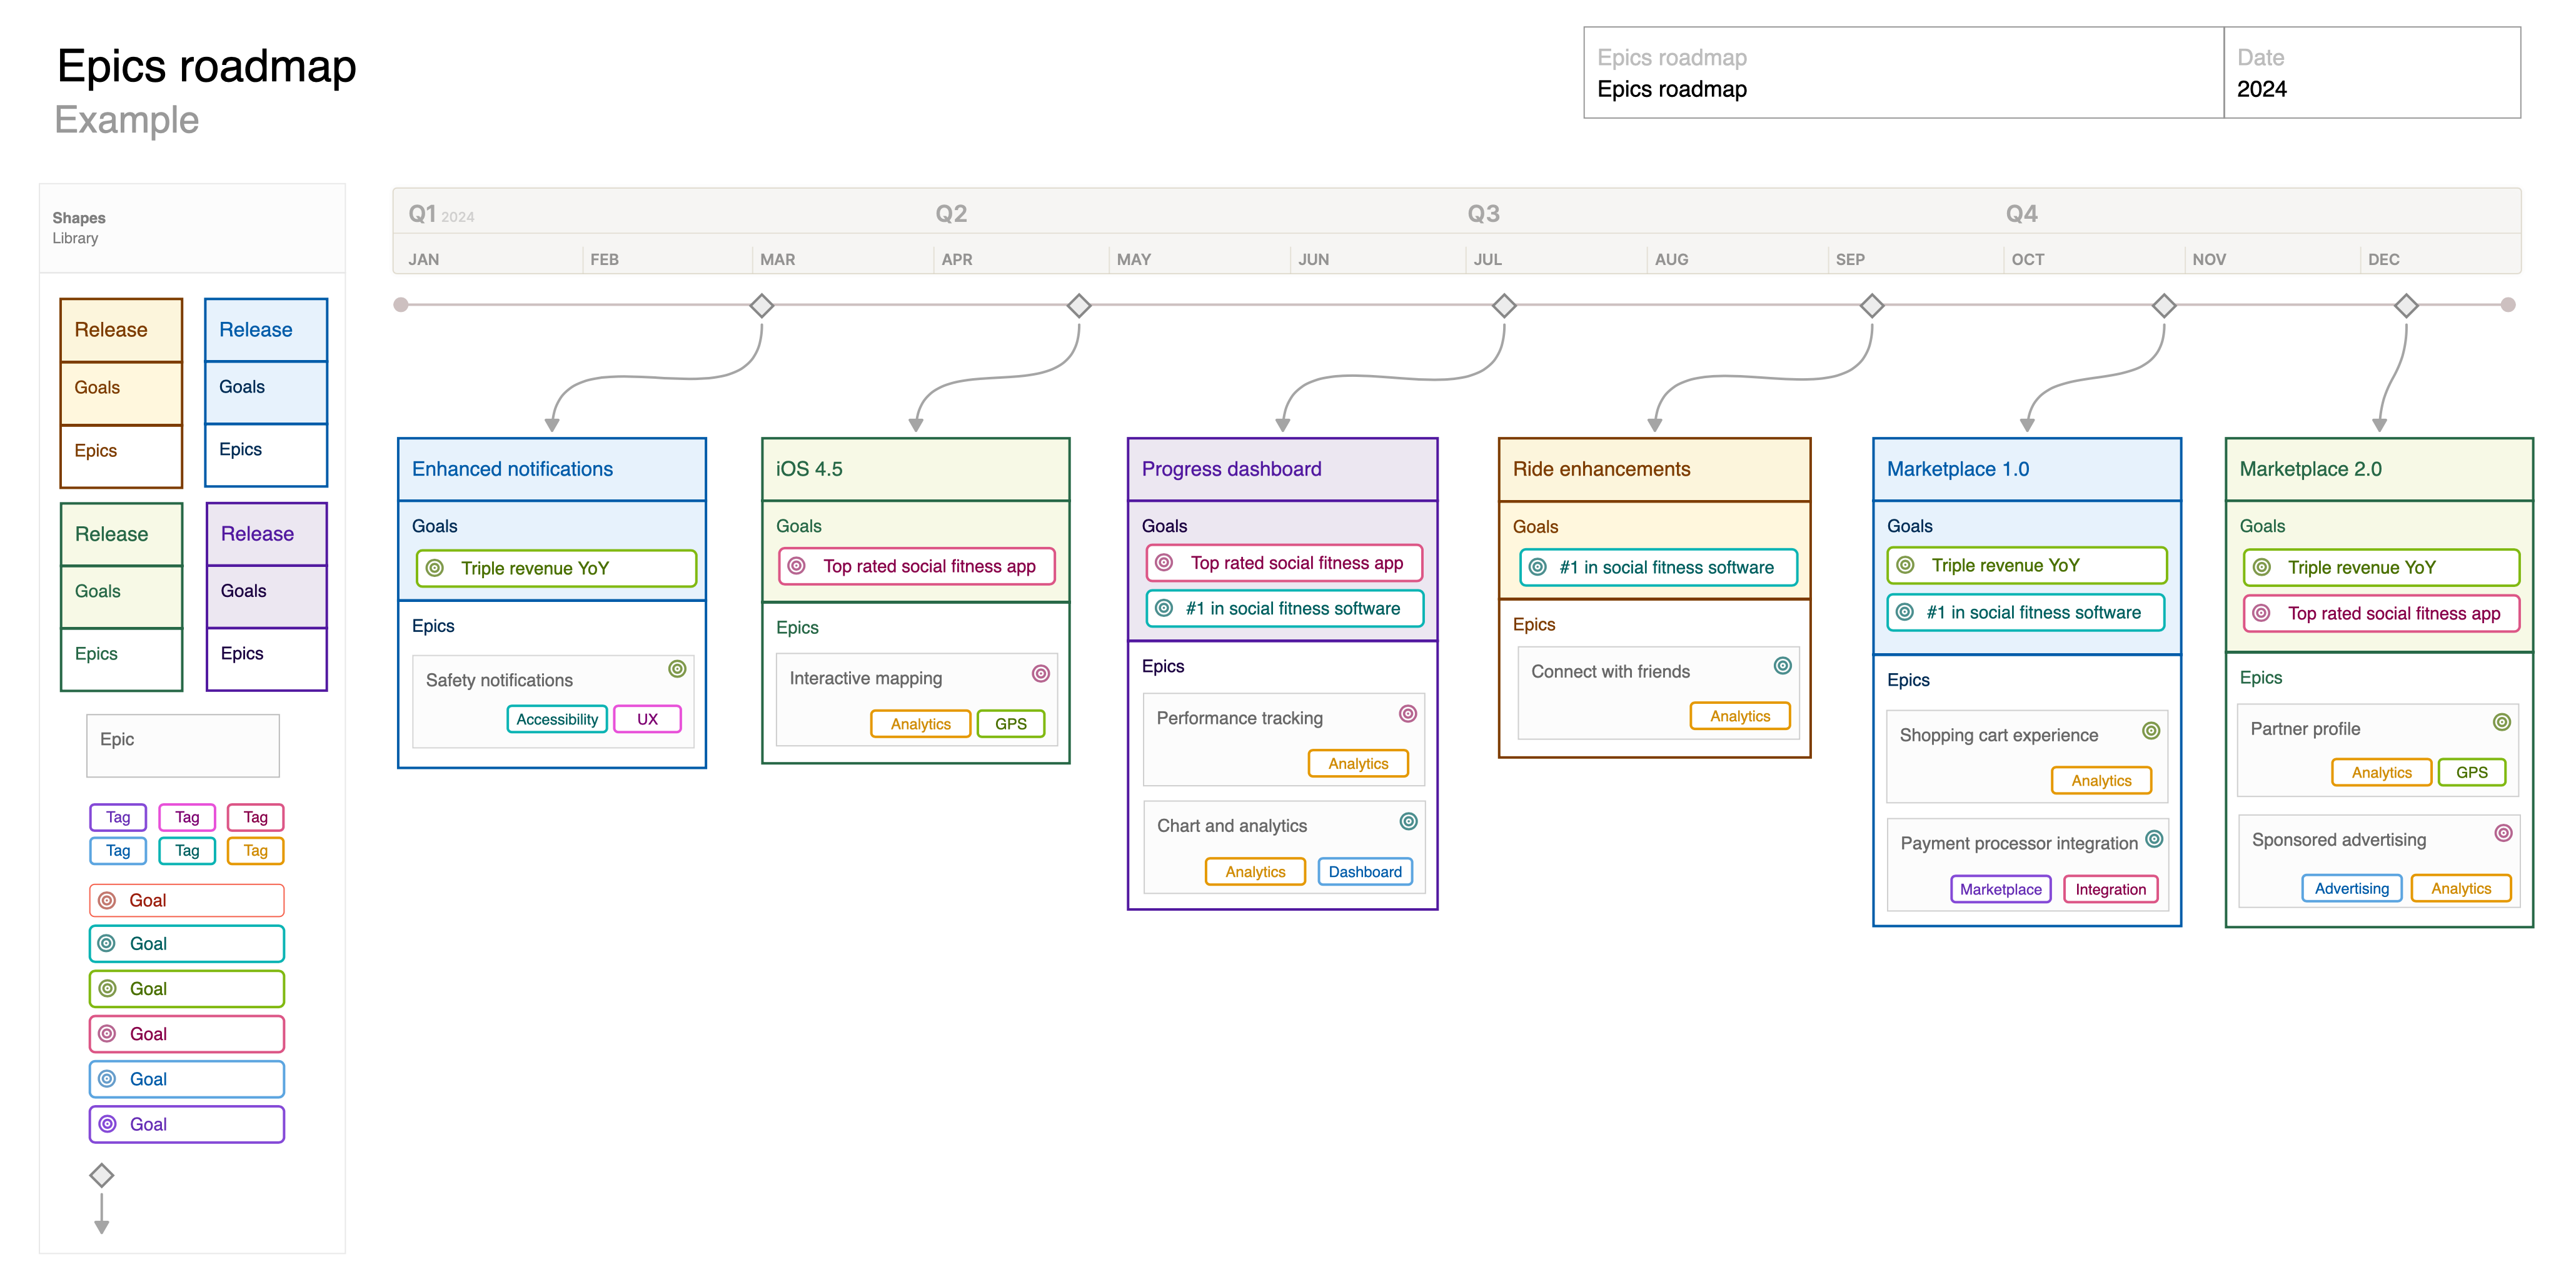 Epics roadmap
Example
Epics roadmap
Epics roadmap
Date
2024
Shapes
Library
Release
Goals
Epics
Release
Goals
Epics
Release
Goals
Epics
Release
Goals
Epics
Epic
Tag Tag Tag
Tag Tag Tag
Goal
Goal
Goal
Goal
Goal
Goal
Q1 2024 Q2 Q3 Q4
JAN FEB MAR APR MAY JUN JUL AUG SEP OCT NOV DEC
Enhanced notifications
Goals
Triple revenue YoY
Epics
Safety notifications
Accessibility UX
iOS 4.5
Goals
Top rated social fitness app
Epics
Interactive mapping
Analytics GPS
Progress dashboard
Goals
Top rated social fitness app
#1 in social fitness software
Epics
Performance tracking
Analytics
Chart and analytics
Analytics Dashboard
Ride enhancements
Goals
#1 in social fitness software
Epics
Connect with friends
Analytics
Marketplace 1.0
Goals
Triple revenue YoY
#1 in social fitness software
Epics
Shopping cart experience
Analytics
Payment processor integration
Marketplace Integration
Marketplace 2.0
Goals
Triple revenue YoY
Top rated social fitness app
Epics
Partner profile
Analytics GPS
Sponsored advertising
Advertising Analytics